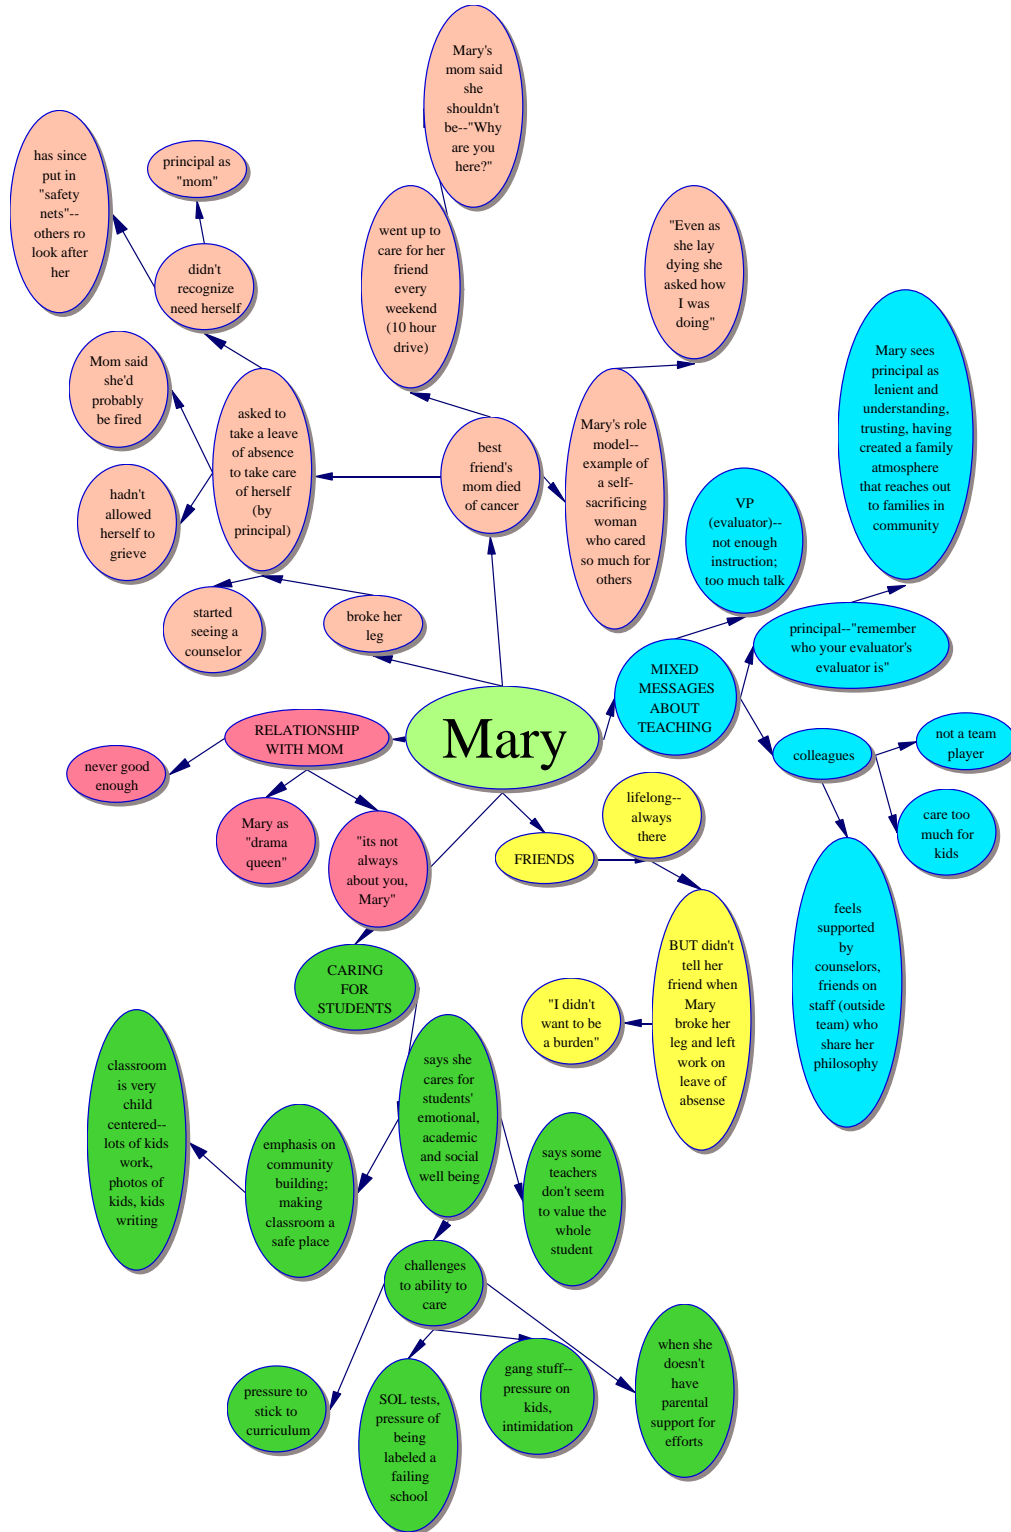 Mary's
mom said
she
shouldn't
be--"Why
are you
here?"
has since
put in
"safety
nets"--
others ro
look after
her
principal as
"mom"
didn't
recognize
need herself
went up to
care for her
friend
every
weekend
(10 hour
drive)
"Even as
she lay
dying she
asked how
I was
doing"
Mary sees
principal as
lenient and
understanding,
trusting, having
created a family
atmosphere
that reaches out
to families in
community
Mom said
she'd
probably
be fired
asked to
take a leave
of absence
to take care
of herself
(by
principal)
best
friend's
mom died
of cancer
Mary's role
model--
example of
a self-
sacrificing
woman
who cared
so much for
others
hadn't
allowed
herself to
grieve
VP
(evaluator)--
not enough
instruction;
too much talk
started
seeing a
counselor
broke her
leg
principal--"remember
who your evaluator's
evaluator is"
MIXED
MESSAGES
ABOUT
TEACHING
Mary
RELATIONSHIP
WITH MOM
never good
enough
Mary as
"drama
queen"
"its not
always
about you,
Mary"
FRIENDS
lifelong--
always
there
colleagues
not a team
player
care too
much for
kids
feels
supported
by
counselors,
friends on
staff (outside
team) who
share her
philosophy
BUT didn't
tell her
friend when
Mary
broke her
leg and left
work on
leave of
absense
"I didn't
want to be
a burden"
CARING
FOR
STUDENTS
says she
cares for
students'
emotional,
academic
and social
well being
classroom
is very
child
centered--
lots of kids
work,
photos of
kids, kids
writing
emphasis on
community
building;
making
classroom a
safe place
says some
teachers
don't seem
to value the
whole
student
challenges
to ability to
care
pressure to
stick to
curriculum
SOL tests,
pressure of
being
labeled a
failing
school
gang stuff--
pressure on
kids,
intimidation
when she
doesn't
have
parental
support for
efforts